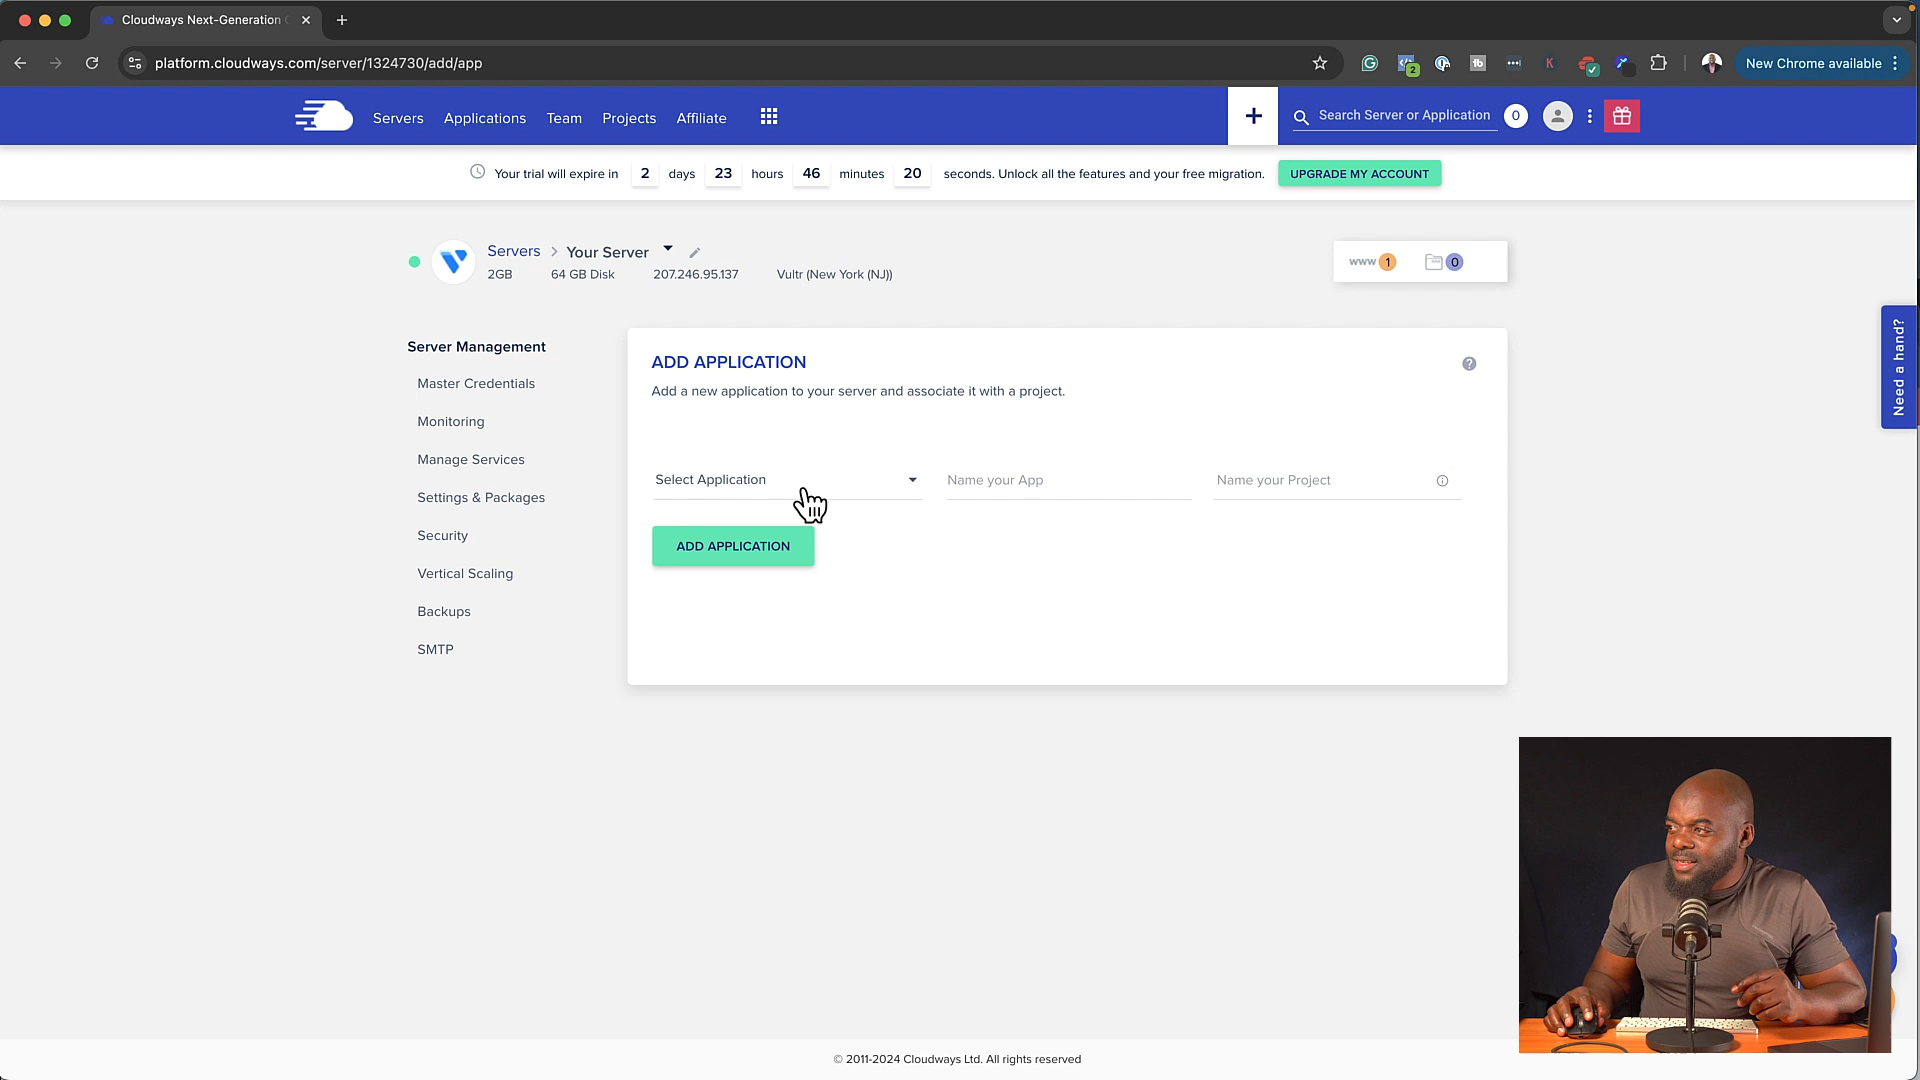 Cloudways Next-Generation
platform.cloudways.com/server/1324730/add/app
2
tb
K
New Chrome available
Servers
Applications
Team
Projects
Affiliate
+
Search Server or Application
0
Your trial will expire in 2 days 23 hours 46 minutes 20 seconds. Unlock all the features and your free migration.
UPGRADE MY ACCOUNT
Servers > Your Server
2GB
64 GB Disk
207.246.95.137
Vultr (New York (NJ))
www 1
0
Need a hand?
Server Management
Master Credentials
Monitoring
Manage Services
Settings & Packages
Security
Vertical Scaling
Backups
SMTP
ADD APPLICATION
?
Add a new application to your server and associate it with a project.
Select Application
Name your App
Name your Project
ADD APPLICATION
© 2011-2024 Cloudways Ltd. All rights reserved